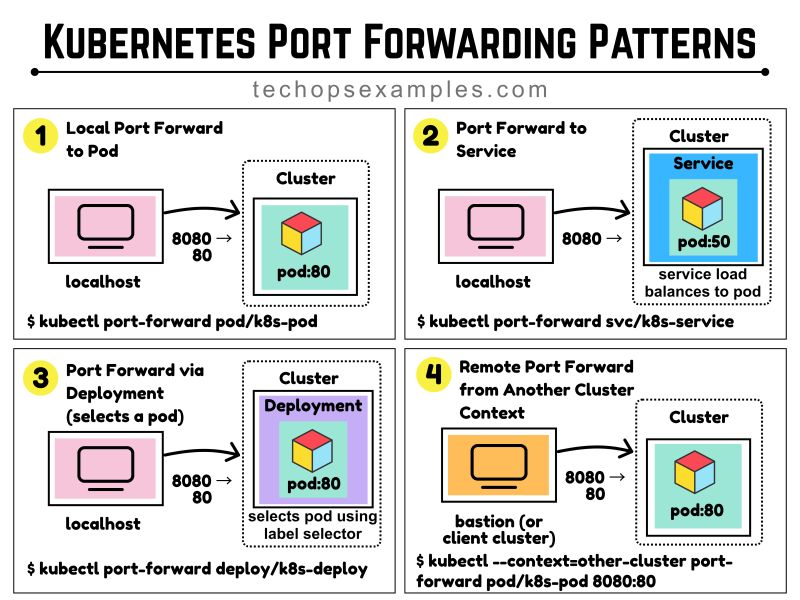 KUBERNETES PORT FORWARDING PATTERNS
techopsexamples.com
1
Local Port Forward
to Pod
Cluster
8080 →
80
pod:80
localhost
$ kubectl port-forward pod/k8s-pod
2
Port Forward to
Service
Cluster
Service
8080 →
pod:50
localhost
service load
balances to pod
$ kubectl port-forward svc/k8s-service
3
Port Forward via
Deployment
(selects a pod)
Cluster
Deployment
8080 →
80
pod:80
localhost
selects pod using
label selector
$ kubectl port-forward deploy/k8s-deploy
4
Remote Port Forward
from Another Cluster
Context
Cluster
8080 →
80
pod:80
bastion (or
client cluster)
$ kubectl --context=other-cluster port-
forward pod/k8s-pod 8080:80